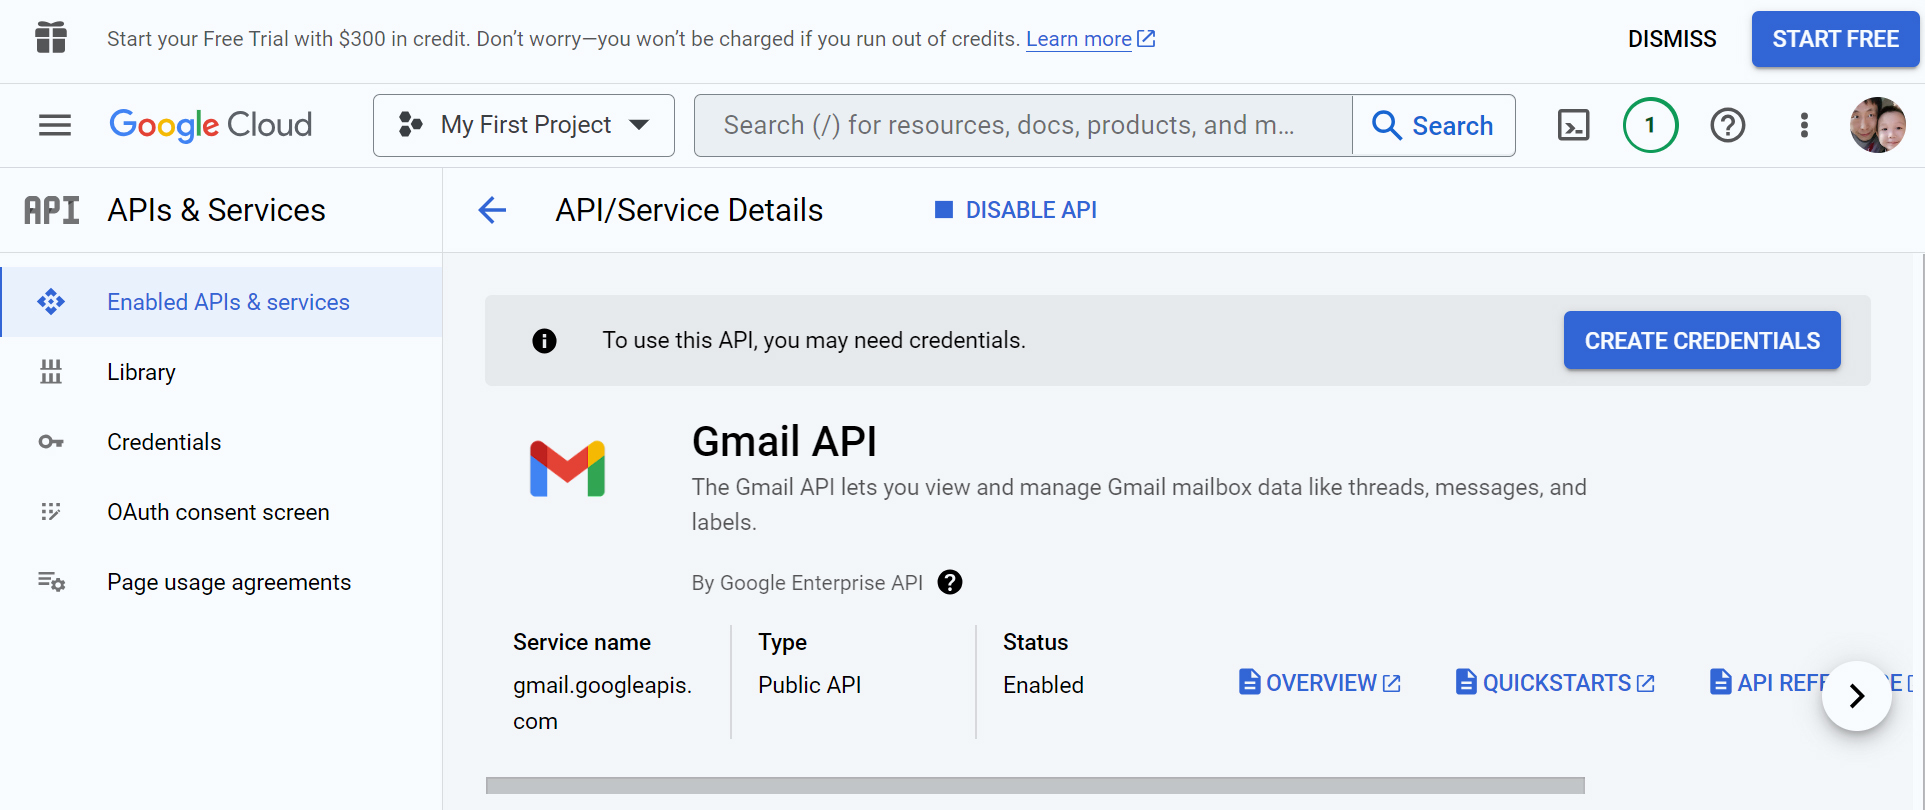 Start your Free Trial with $300 in credit. Don’t worry—you won’t be charged if you run out of credits. Learn more
DISMISS
START FREE
Google Cloud
My First Project
Search (/) for resources, docs, products, and m...
Search
1
API
APIs & Services
API/Service Details
DISABLE API
Enabled APIs & services
Library
Credentials
OAuth consent screen
Page usage agreements
To use this API, you may need credentials.
CREATE CREDENTIALS
Gmail API
The Gmail API lets you view and manage Gmail mailbox data like threads, messages, and
labels.
By Google Enterprise API
Service name
gmail.googleapis.
com
Type
Public API
Status
Enabled
OVERVIEW
QUICKSTARTS
API